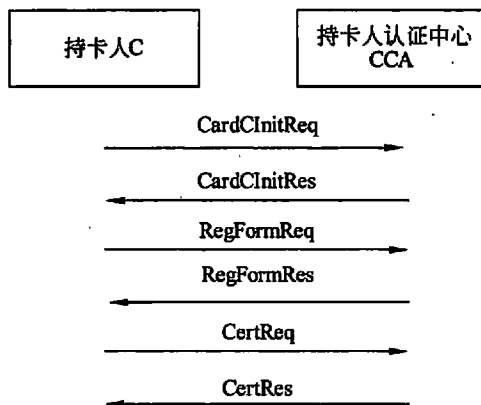 持卡人C
持卡人认证中心
CCA
CardCInitReq
CardCInitRes
RegFormReq
RegFormRes
CertReq
CertRes